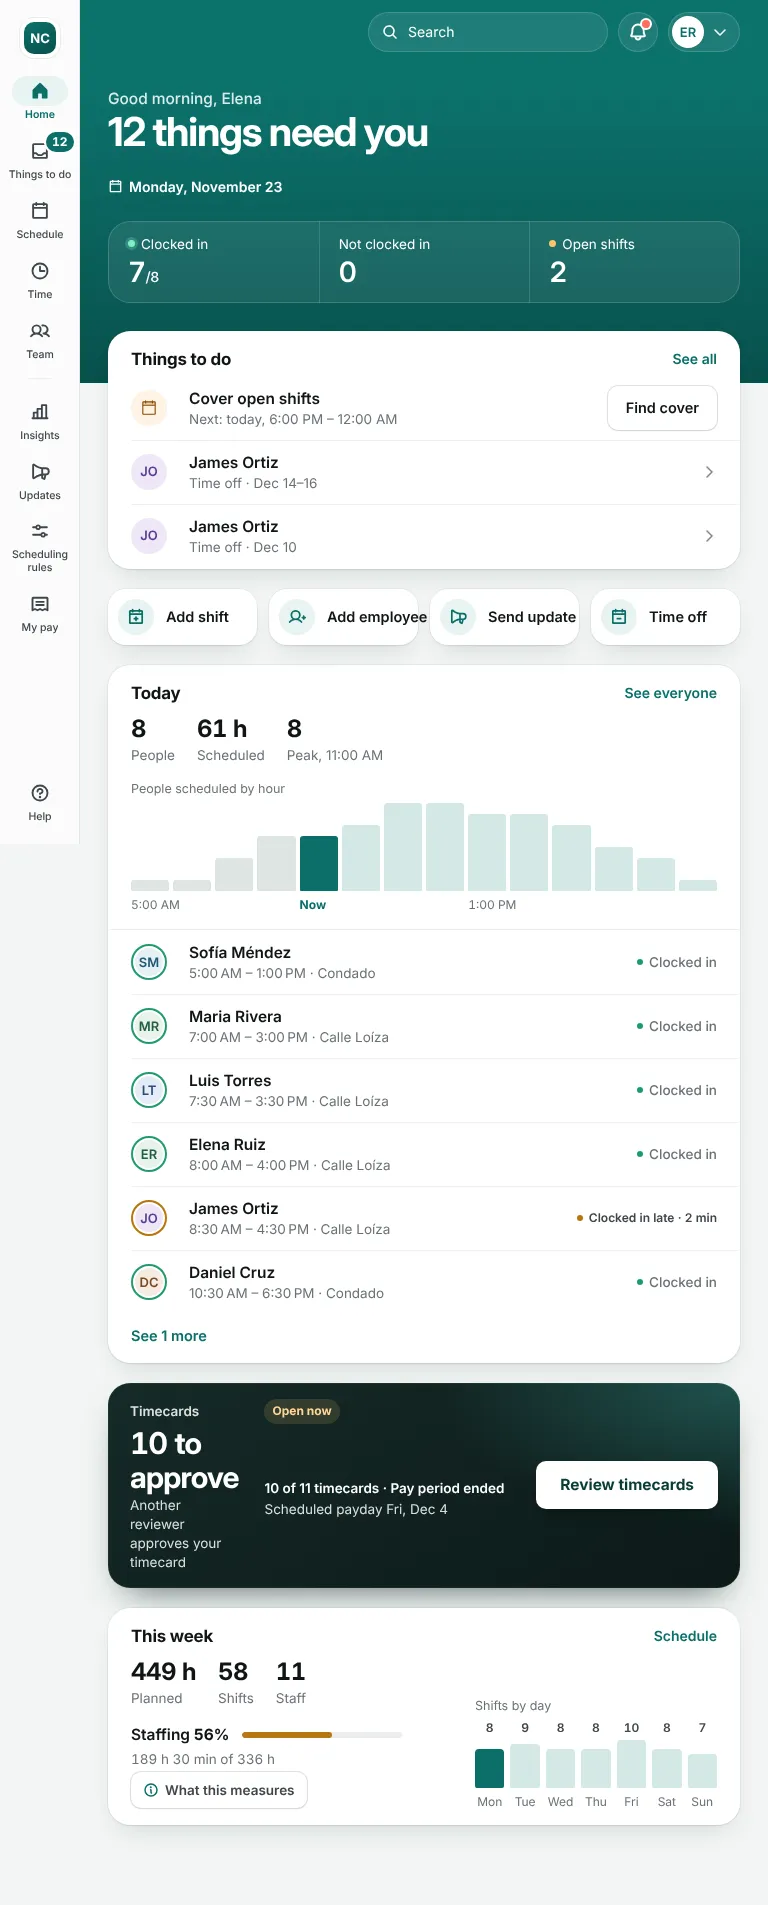 NC
Home
12
Things to do
Schedule
Time
Team
Insights
Updates
Scheduling
rules
My pay
Help
Search
ER
Good morning, Elena
12 things need you
Monday, November 23
Clocked in
7/8
Not clocked in
0
Open shifts
2
Things to do
See all
Cover open shifts
Next: today, 6:00 PM – 12:00 AM
Find cover
JO
James Ortiz
Time off · Dec 14–16
JO
James Ortiz
Time off · Dec 10
Add shift
Add employee
Send update
Time off
Today
See everyone
8
People
61 h
Scheduled
8
Peak, 11:00 AM
People scheduled by hour
5:00 AM
Now
1:00 PM
SM
Sofía Méndez
5:00 AM – 1:00 PM · Condado
Clocked in
MR
Maria Rivera
7:00 AM – 3:00 PM · Calle Loíza
Clocked in
LT
Luis Torres
7:30 AM – 3:30 PM · Calle Loíza
Clocked in
ER
Elena Ruiz
8:00 AM – 4:00 PM · Calle Loíza
Clocked in
JO
James Ortiz
8:30 AM – 4:30 PM · Calle Loíza
Clocked in late · 2 min
DC
Daniel Cruz
10:30 AM – 6:30 PM · Condado
Clocked in
See 1 more
Timecards
10 to
approve
Another
reviewer
approves your
timecard
Open now
10 of 11 timecards · Pay period ended
Scheduled payday Fri, Dec 4
Review timecards
This week
Schedule
449 h
Planned
58
Shifts
11
Staff
Staffing 56%
189 h 30 min of 336 h
What this measures
Shifts by day
8 9 8 8 10 8 7
Mon Tue Wed Thu Fri Sat Sun